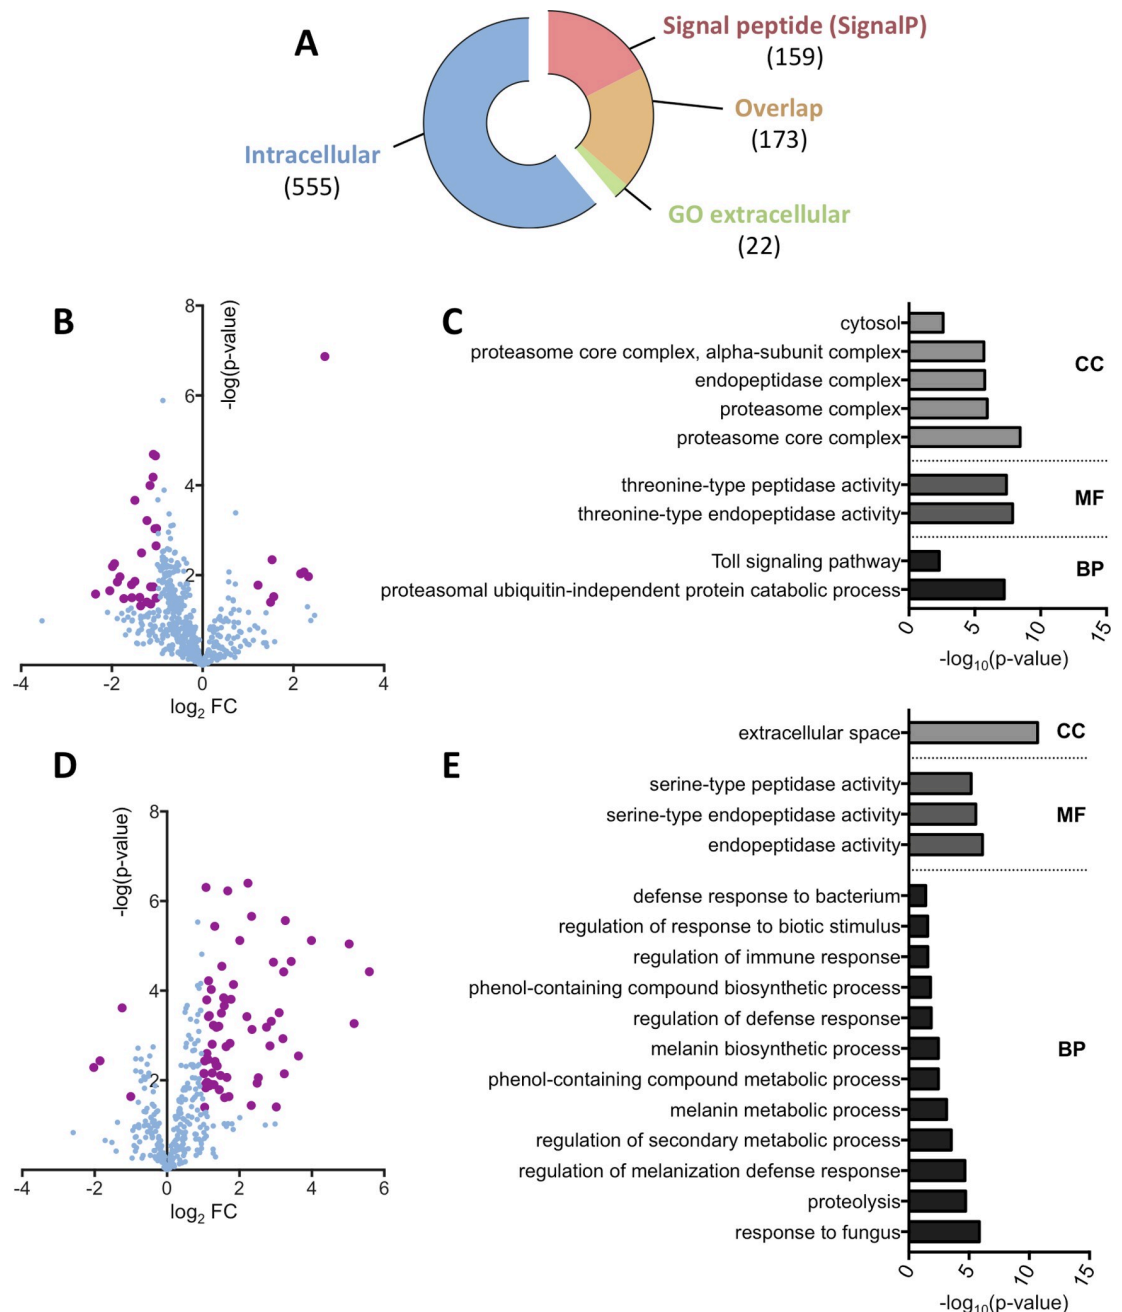 A
Signal peptide (SignalP)
(159)
Overlap
(173)
Intracellular
(555)
GO extracellular
(22)
B
-log(p-value)
8
6
4
2
-4
-2
0
2
4
log2 FC
C
cytosol
proteasome core complex, alpha-subunit complex
endopeptidase complex
proteasome complex
proteasome core complex
CC
threonine-type peptidase activity
threonine-type endopeptidase activity
MF
Toll signaling pathway
proteasomal ubiquitin-independent protein catabolic process
BP
0
5
10
15
-log10(p-value)
D
-log(p-value)
8
6
4
2
-4
-2
0
2
4
6
log2 FC
E
extracellular space
CC
serine-type peptidase activity
serine-type endopeptidase activity
endopeptidase activity
MF
defense response to bacterium
regulation of response to biotic stimulus
regulation of immune response
phenol-containing compound biosynthetic process
regulation of defense response
melanin biosynthetic process
phenol-containing compound metabolic process
melanin metabolic process
regulation of secondary metabolic process
regulation of melanization defense response
proteolysis
response to fungus
BP
0
5
10
15
-log10(p-value)